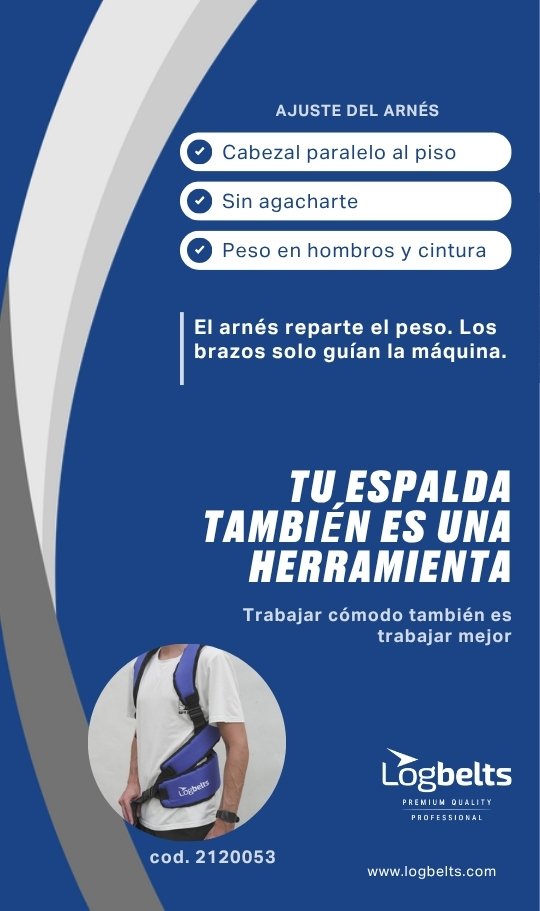 AJUSTE DEL ARNÉS
Cabezal paralelo al piso
Sin agacharte
Peso en hombros y cintura
El arnés reparte el peso. Los
brazos solo guían la máquina.
TU ESPALDA
TAMBIÉN ES UNA
HERRAMIENTA
Trabajar cómodo también es
trabajar mejor
Logbelts
cod. 2120053
Logbelts
PREMIUM QUALITY
PROFESSIONAL
www.logbelts.com